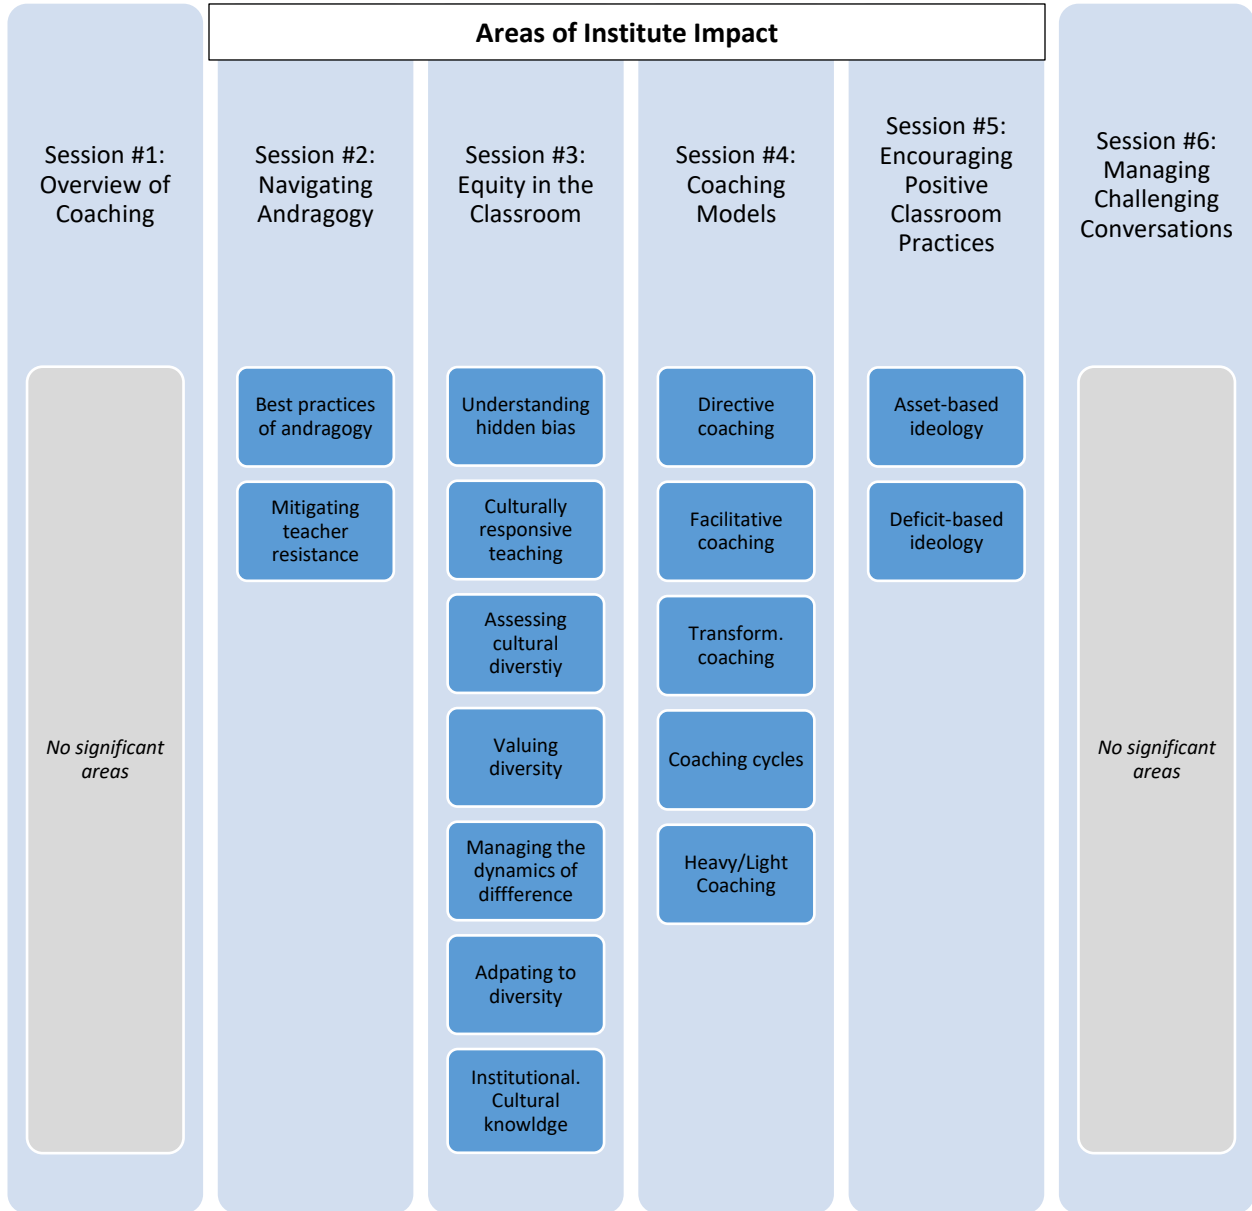 Areas of Institute Impact
Session #1:
Overview of
Coaching
No significant
areas
Session #2:
Navigating
Andragogy
Best practices
of andragogy
Mitigating
teacher
resistance
Session #3:
Equity in the
Classroom
Understanding
hidden bias
Culturally
responsive
teaching
Assessing
cultural
diverstiy
Valuing
diversity
Managing the
dynamics of
diffference
Adpating to
diversity
Institutional.
Cultural
knowldge
Session #4:
Coaching
Models
Directive
coaching
Facilitative
coaching
Transform.
coaching
Coaching cycles
Heavy/Light
Coaching
Session #5:
Encouraging
Positive
Classroom
Practices
Asset-based
ideology
Deficit-based
ideology
Session #6:
Managing
Challenging
Conversations
No significant
areas